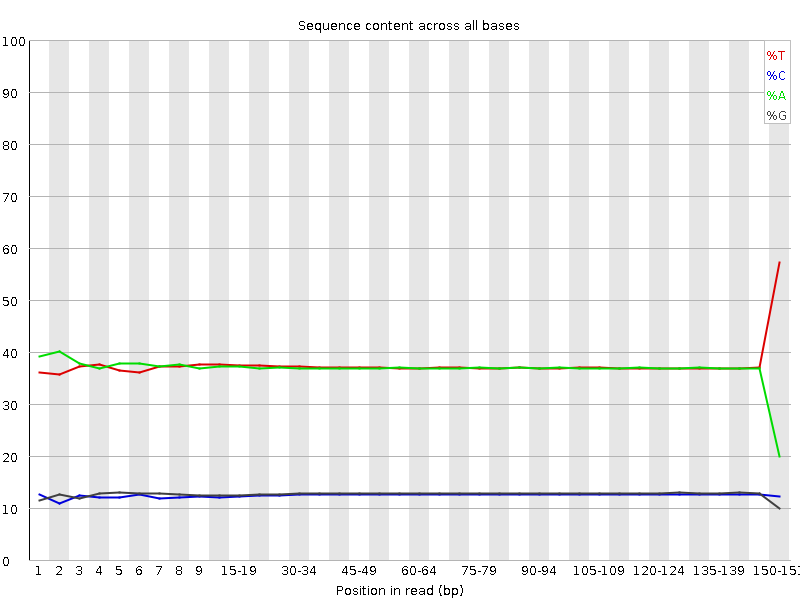 Sequence content across all bases
100
90
80
70
60
50
40
30
20
10
0
%T
%C
%A
%G
1 2 3 4 5 6 7 8 9 15-19 30-34 45-49 60-64 75-79 90-94 105-109 120-124 135-139 150-151
Position in read (bp)